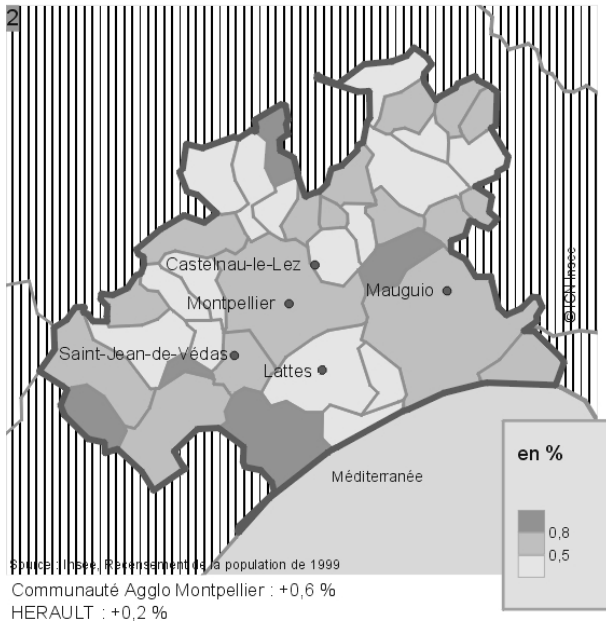 2
Castelnau-le-Lez
Montpellier
Mauguio
©IGN Insee
Saint-Jean-de-Védas
Lattes
en %
Méditerranée
0,8
0,5
Source : Insee, Recensement de la population de 1999
Communauté Agglo Montpellier : +0,6 %
HERAULT : +0,2 %